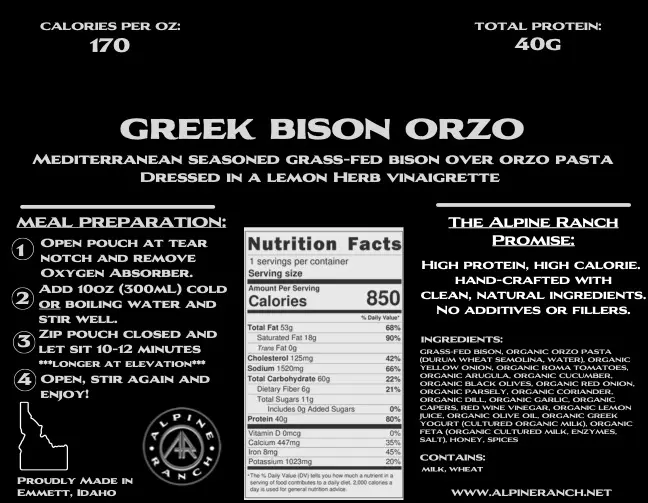 CALORIES PER OZ:
170
TOTAL PROTEIN:
40G
GREEK BISON ORZO
MEDITERRANEAN SEASONED GRASS-FED BISON OVER ORZO PASTA
DRESSED IN A LEMON HERB VINAIGRETTE
MEAL PREPARATION:
1 OPEN POUCH AT TEAR
NOTCH AND REMOVE
OXYGEN ABSORBER.
2 ADD 10OZ (300ML) COLD
OR BOILING WATER AND
STIR WELL.
3 ZIP POUCH CLOSED AND
LET SIT 10-12 MINUTES
***LONGER AT ELEVATION***
4 OPEN, STIR AGAIN AND
ENJOY!
ALPINE
AR
RANCH
PROUDLY MADE IN
EMMETT, IDAHO
Nutrition Facts
1 servings per container
Serving size
Amount Per Serving
Calories 850
% Daily Value*
Total Fat 53g 68%
Saturated Fat 18g 90%
Trans Fat 0g
Cholesterol 125mg 42%
Sodium 1520mg 66%
Total Carbohydrate 60g 22%
Dietary Fiber 6g 21%
Total Sugars 11g
Includes 0g Added Sugars 0%
Protein 40g 80%
Vitamin D 0mcg 0%
Calcium 447mg 35%
Iron 8mg 45%
Potassium 1023mg 20%
*The % Daily Value (DV) tells you how much a nutrient in a
serving of food contributes to a daily diet. 2,000 calories a
day is used for general nutrition advice.
THE ALPINE RANCH
PROMISE:
HIGH PROTEIN, HIGH CALORIE.
HAND-CRAFTED WITH
CLEAN, NATURAL INGREDIENTS.
NO ADDITIVES OR FILLERS.
INGREDIENTS:
GRASS-FED BISON, ORGANIC ORZO PASTA
(DURUM WHEAT SEMOLINA, WATER), ORGANIC
YELLOW ONION, ORGANIC ROMA TOMATOES,
ORGANIC ARUGULA, ORGANIC CUCUMBER,
ORGANIC BLACK OLIVES, ORGANIC RED ONION,
ORGANIC PARSELY, ORGANIC CORIANDER,
ORGANIC DILL, ORGANIC GARLIC, ORGANIC
CAPERS, RED WINE VINEGAR, ORGANIC LEMON
JUICE, ORGANIC OLIVE OIL, ORGANIC GREEK
YOGURT (CULTURED ORGANIC MILK), ORGANIC
FETA (ORGANIC CULTURED MILK, ENZYMES,
SALT), HONEY, SPICES
CONTAINS:
MILK, WHEAT
WWW.ALPINERANCH.NET